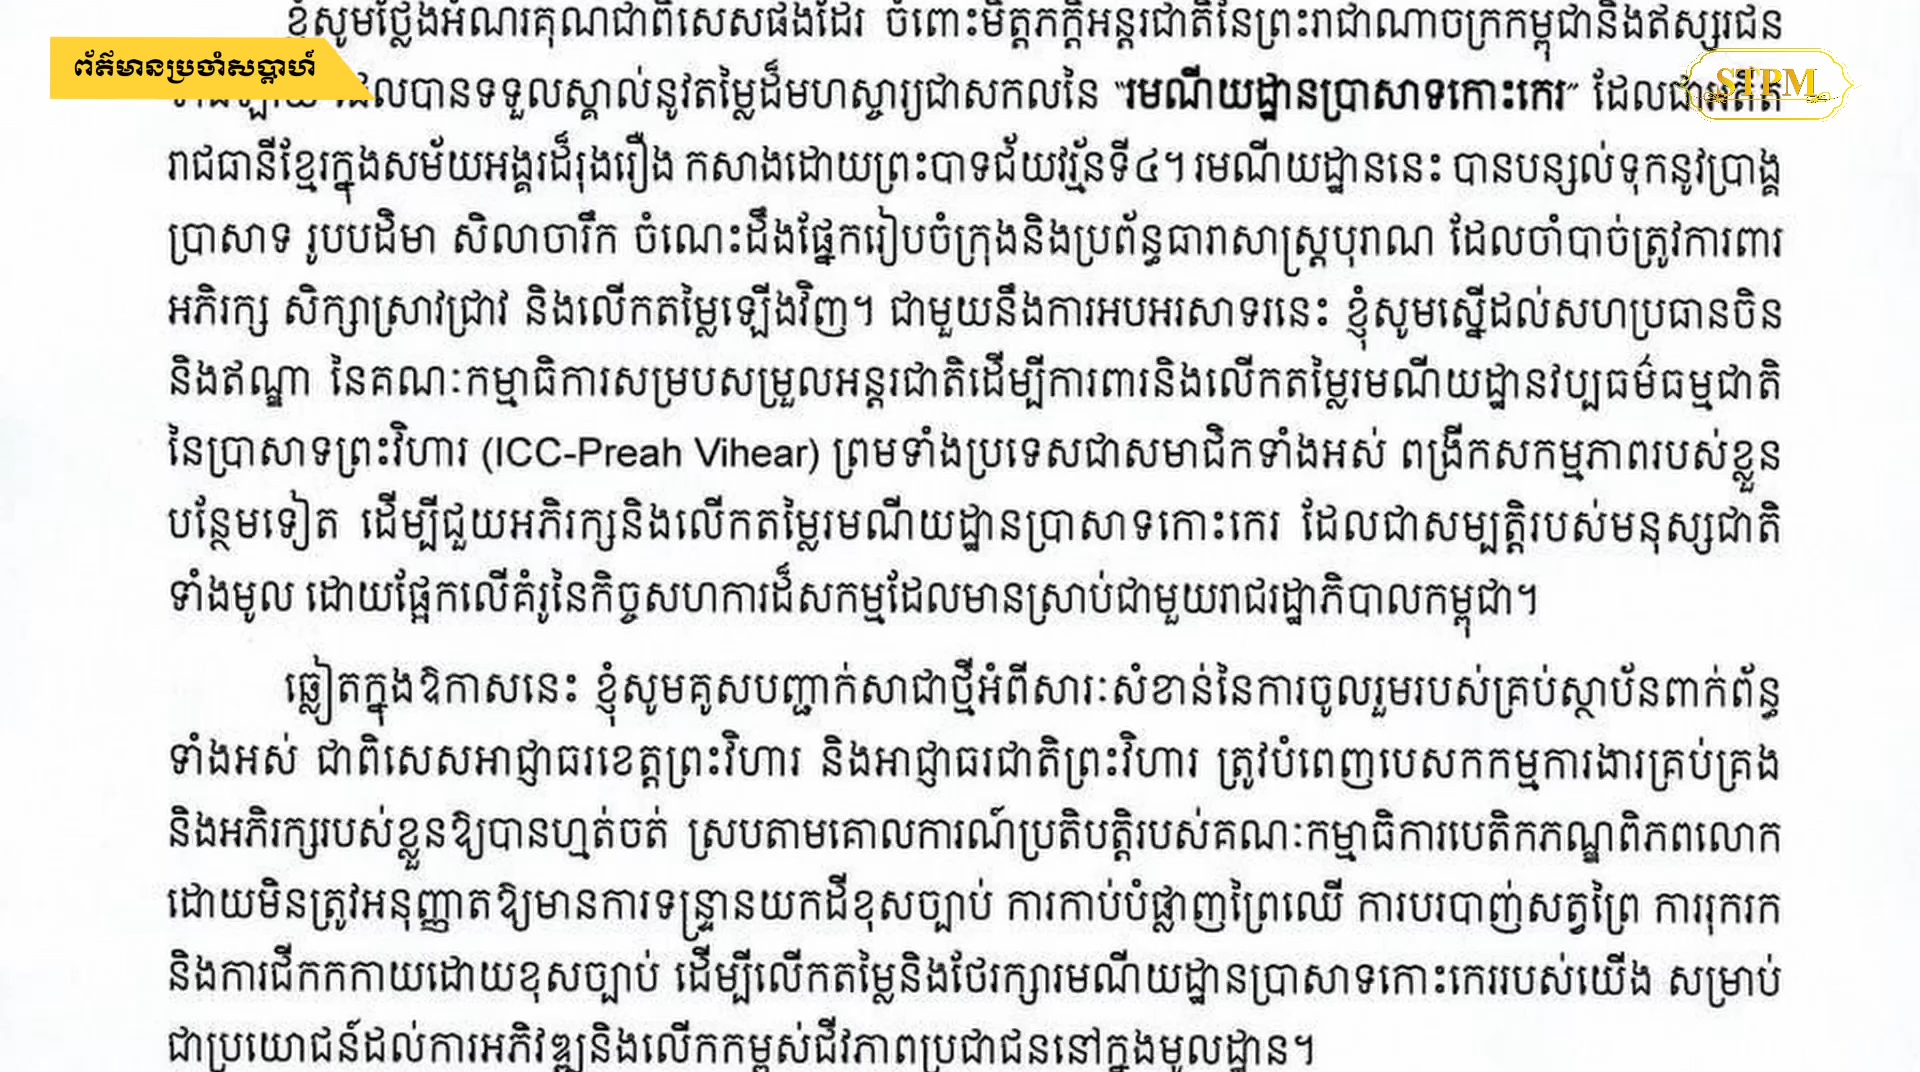 ខ្ញុំសូមថ្លែងអំណរគុណជាពិសេសផងដែរ ចំពោះមិត្តភក្តិអន្តរជាតិនៃព្រះរាជាណាចក្រកម្ពុជានិងឥស្សរជន
ព័ត៌មានប្រចាំសប្តាហ៍
STPM
ដែលបានទទួលស្គាល់នូវតម្លៃដ៏មហស្ចារ្យជាសកលនៃ "រមណីយដ្ឋានប្រាសាទកោះកេរ" ដែលជាអតីត
រាជធានីខ្មែរក្នុងសម័យអង្គរដ៏រុងរឿង កសាងដោយព្រះបាទជ័យវរ្ម័នទី៤។ រមណីយដ្ឋាននេះ បានបន្សល់ទុកនូវប្រាង្គ
ប្រាសាទ រូបបដិមា សិលាចារឹក ចំណេះដឹងផ្នែករៀបចំក្រុងនិងប្រព័ន្ធធារាសាស្ត្របុរាណ ដែលចាំបាច់ត្រូវការពារ
អភិរក្ស សិក្សាស្រាវជ្រាវ និងលើកតម្លៃឡើងវិញ។ ជាមួយនឹងការអបអរសាទរនេះ ខ្ញុំសូមស្នើដល់សហប្រធានចិន
និងឥណ្ឌា នៃគណៈកម្មាធិការសម្របសម្រួលអន្តរជាតិដើម្បីការពារនិងលើកតម្លៃរមណីយដ្ឋានវប្បធម៌ធម្មជាតិ
នៃប្រាសាទព្រះវិហារ (ICC-Preah Vihear) ព្រមទាំងប្រទេសជាសមាជិកទាំងអស់ ពង្រីកសកម្មភាពរបស់ខ្លួន
បន្ថែមទៀត ដើម្បីជួយអភិរក្សនិងលើកតម្លៃរមណីយដ្ឋានប្រាសាទកោះកេរ ដែលជាសម្បត្តិរបស់មនុស្សជាតិ
ទាំងមូល ដោយផ្អែកលើគំរូនៃកិច្ចសហការដ៏សកម្មដែលមានស្រាប់ជាមួយរាជរដ្ឋាភិបាលកម្ពុជា។
ឆ្លៀតក្នុងឱកាសនេះ ខ្ញុំសូមគូសបញ្ជាក់សាជាថ្មីអំពីសារៈសំខាន់នៃការចូលរួមរបស់គ្រប់ស្ថាប័នពាក់ព័ន្ធ
ទាំងអស់ ជាពិសេសអាជ្ញាធរខេត្តព្រះវិហារ និងអាជ្ញាធរជាតិព្រះវិហារ ត្រូវបំពេញបេសកកម្មការងារគ្រប់គ្រង
និងអភិរក្សរបស់ខ្លួនឱ្យបានហ្មត់ចត់ ស្របតាមគោលការណ៍ប្រតិបត្តិរបស់គណៈកម្មាធិការបេតិកភណ្ឌពិភពលោក
ដោយមិនត្រូវអនុញ្ញាតឱ្យមានការទន្ទ្រានយកដីខុសច្បាប់ ការកាប់បំផ្លាញព្រៃឈើ ការបរបាញ់សត្វព្រៃ ការរុករក
និងការជីកកកាយដោយខុសច្បាប់ ដើម្បីលើកតម្លៃនិងថែរក្សារមណីយដ្ឋានប្រាសាទកោះកេររបស់យើង សម្រាប់
ជាប្រយោជន៍ដល់ការអភិវឌ្ឍនិងលើកកម្ពស់ជីវភាពប្រជាជននៅក្នុងមូលដ្ឋាន។